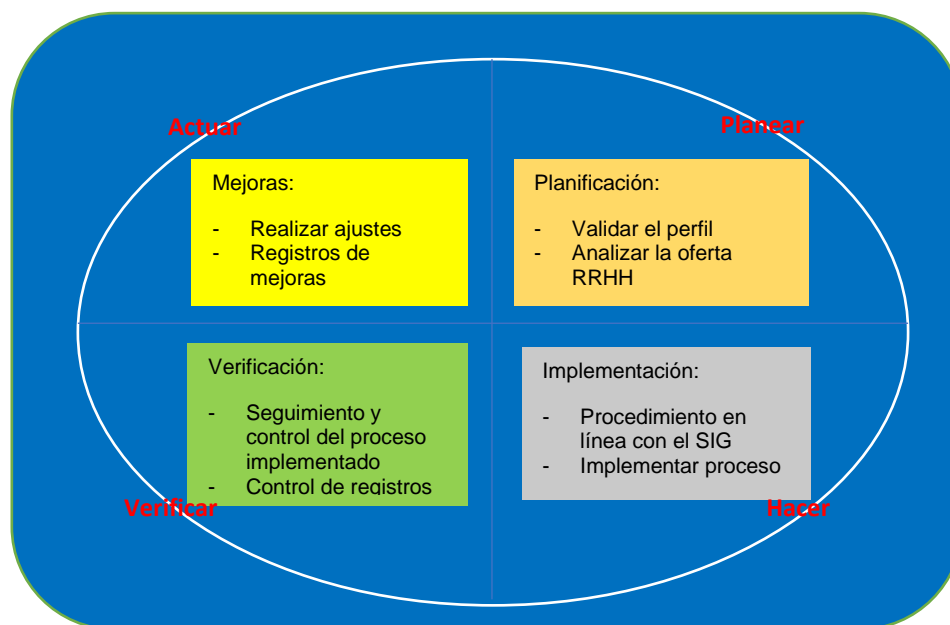 Actuar
Planear
Mejoras:
- Realizar ajustes
- Registros de
mejoras
Planificación:
- Validar el perfil
- Analizar la oferta
RRHH
Verificación:
- Seguimiento y
control del proceso
implementado
- Control de registros
Implementación:
- Procedimiento en
línea con el SIG
- Implementar proceso
Verificar
Hacer